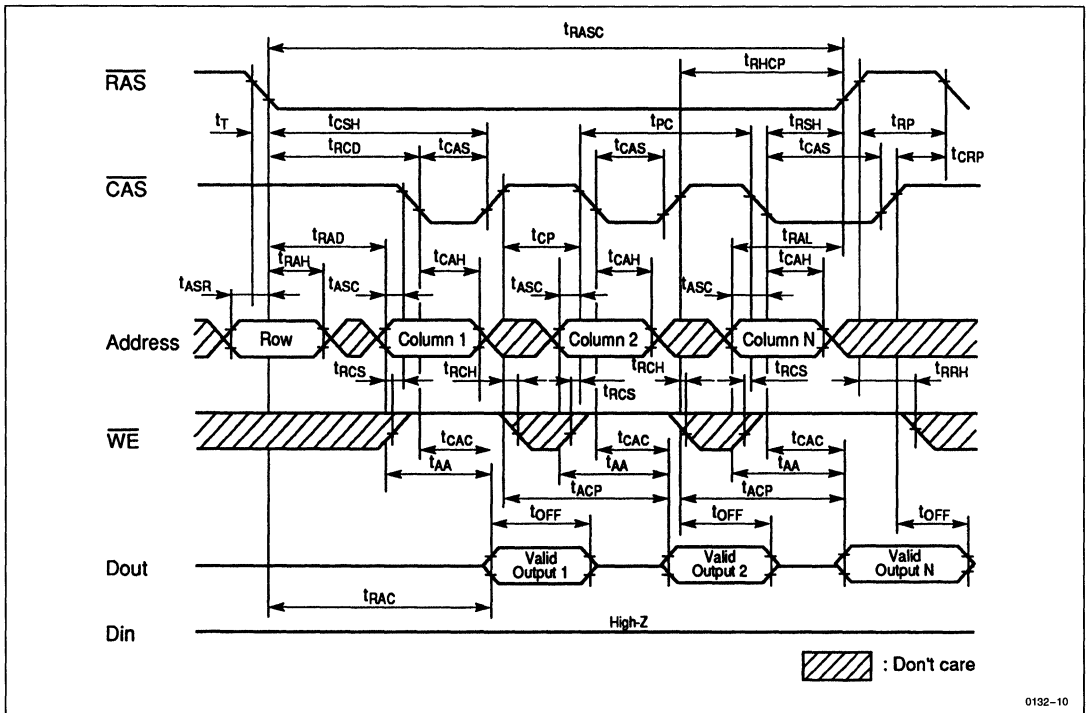 tRASC
RAS
tRHCP
tT
tCSH
tPC
tRSH
tRP
tRCD
tCAS
tCAS
tCAS
tCRP
CAS
tRAD
tCP
tRAL
tRAH
tCAH
tCAH
tCAH
tASR
tASC
tASC
tASC
Address
Row
Column 1
Column 2
Column N
tRCS
tRCH
tRCS
tRCH
tRCS
tRRH
WE
tCAC
tCAC
tCAC
tAA
tAA
tAA
tACP
tACP
tOFF
tOFF
tOFF
Dout
Valid
Output 1
Valid
Output 2
Valid
Output N
tRAC
Din
High-Z
: Don't care
0132-10